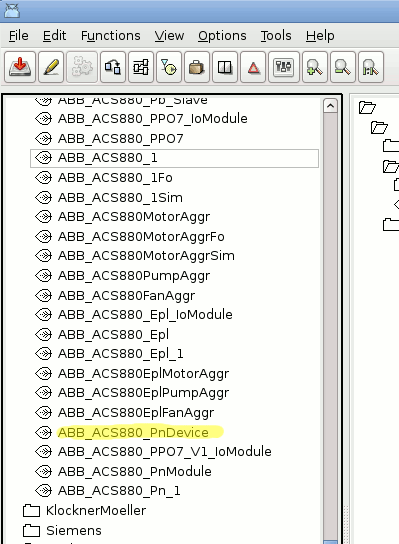 File Edit Functions View Options Tools Help
ABB_ACS880_Pb_Slave
ABB_ACS880_PPO7_IoModule
ABB_ACS880_PPO7
ABB_ACS880_1
ABB_ACS880_1Fo
ABB_ACS880_1Sim
ABB_ACS880MotorAggr
ABB_ACS880MotorAggrFo
ABB_ACS880MotorAggrSim
ABB_ACS880PumpAggr
ABB_ACS880FanAggr
ABB_ACS880_Epl_IoModule
ABB_ACS880_Epl
ABB_ACS880_Epl_1
ABB_ACS880EplMotorAggr
ABB_ACS880EplPumpAggr
ABB_ACS880EplFanAggr
ABB_ACS880_PnDevice
ABB_ACS880_PPO7_V1_IoModule
ABB_ACS880_PnModule
ABB_ACS880_Pn_1
KlocknerMoeller
Siemens